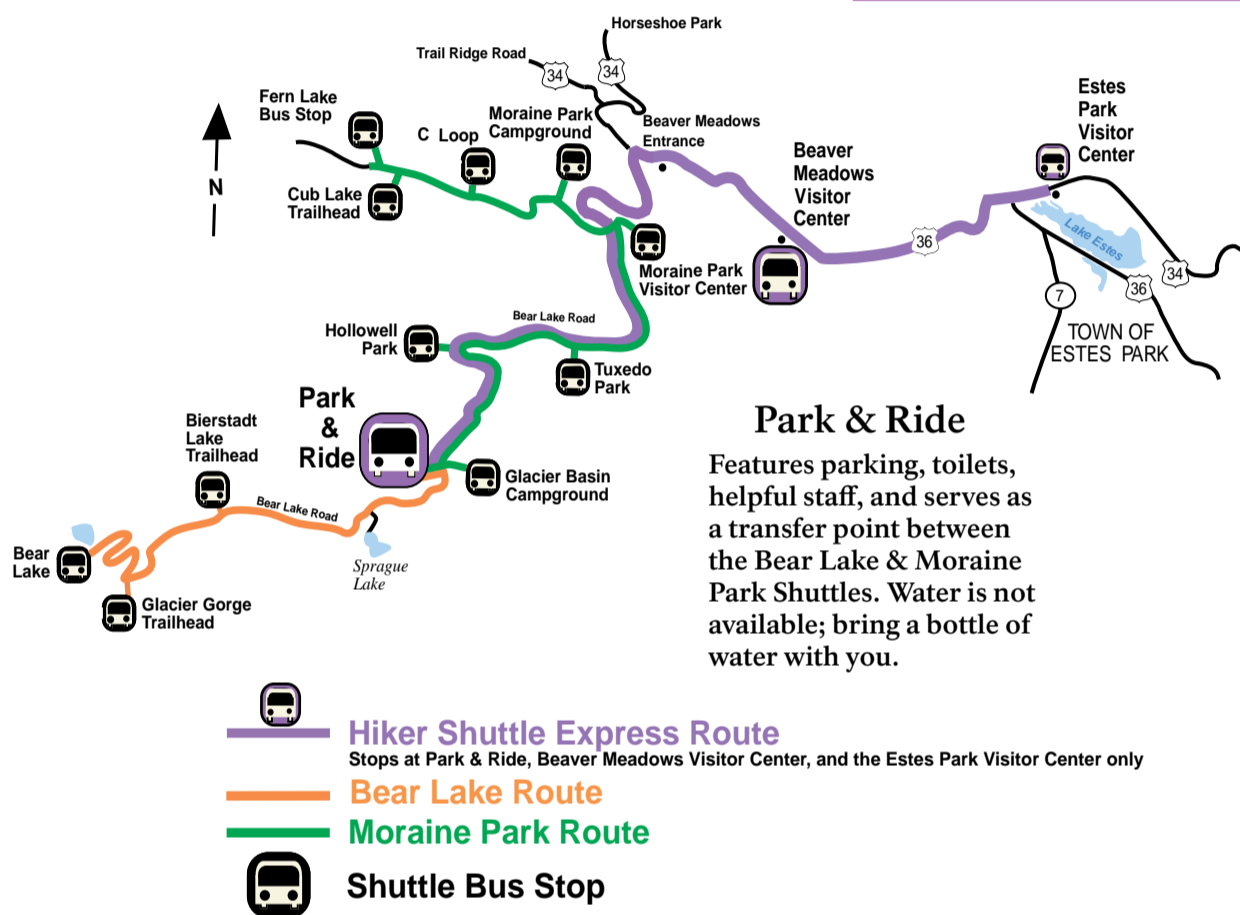 Horseshoe Park
Trail Ridge Road
34
34
Fern Lake
Bus Stop
C Loop
Moraine Park
Campground
Beaver Meadows
Entrance
Estes
Park
Visitor
Center
Beaver
Meadows
Visitor
Center
N
Cub Lake
Trailhead
Lake Estes
36
34
36
7
Moraine Park
Visitor Center
TOWN OF
ESTES PARK
Hollowell
Park
Bear Lake Road
Tuxedo
Park
Park
&
Ride
Bierstadt
Lake
Trailhead
Glacier Basin
Campground
Bear Lake Road
Bear
Lake
Sprague
Lake
Glacier Gorge
Trailhead
Park & Ride
Features parking, toilets,
helpful staff, and serves as
a transfer point between
the Bear Lake & Moraine
Park Shuttles. Water is not
available; bring a bottle of
water with you.
Hiker Shuttle Express Route
Stops at Park & Ride, Beaver Meadows Visitor Center, and the Estes Park Visitor Center only
Bear Lake Route
Moraine Park Route
Shuttle Bus Stop